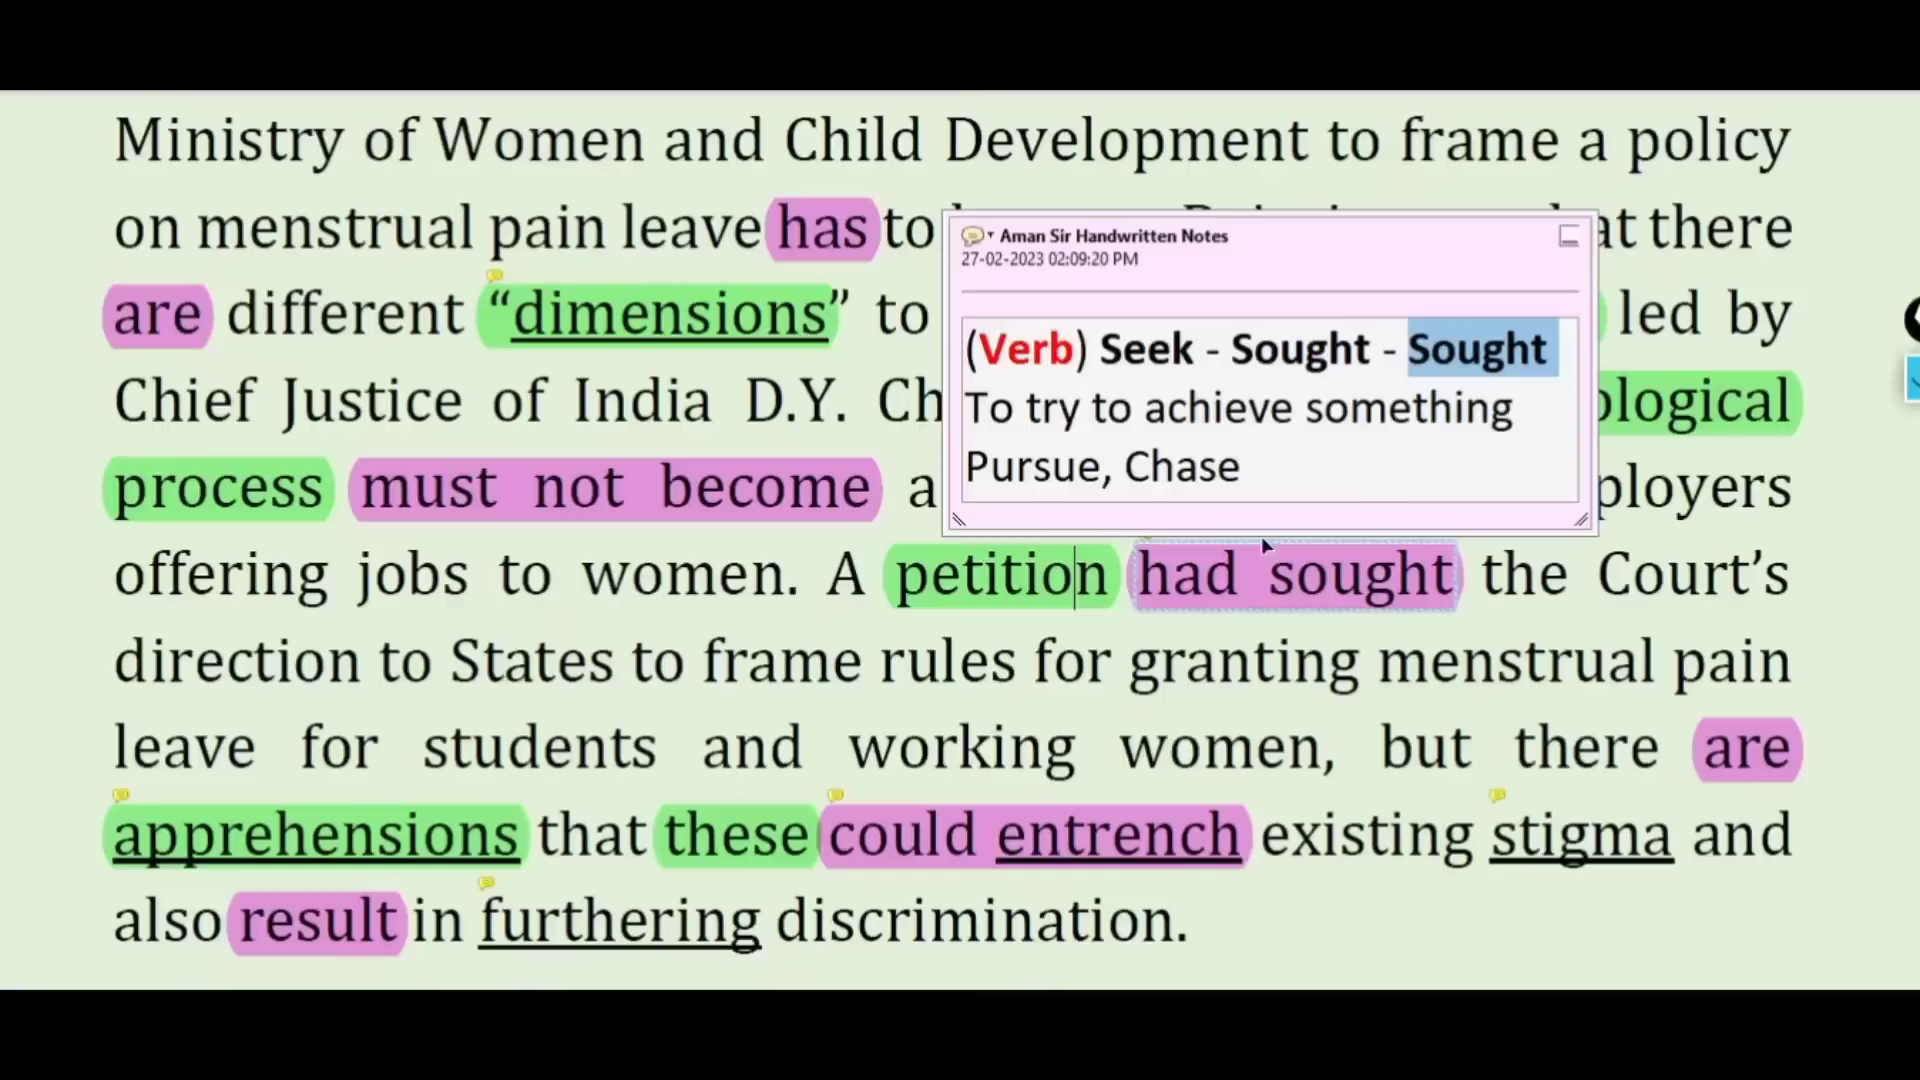 Ministry of Women and Child Development to frame a policy
on menstrual pain leave has to at there
are different “dimensions” to led by
Chief Justice of India D.Y.
process must not become a
offering jobs to women. A petition had sought the Court’s
direction to States to frame rules for granting menstrual pain
leave for students and working women, but there are
apprehensions that these could entrench existing stigma and
also result in furthering discrimination.
Aman Sir Handwritten Notes
27-02-2023 02:09:20 PM
(Verb) Seek - Sought - Sought
To try to achieve something
Pursue, Chase